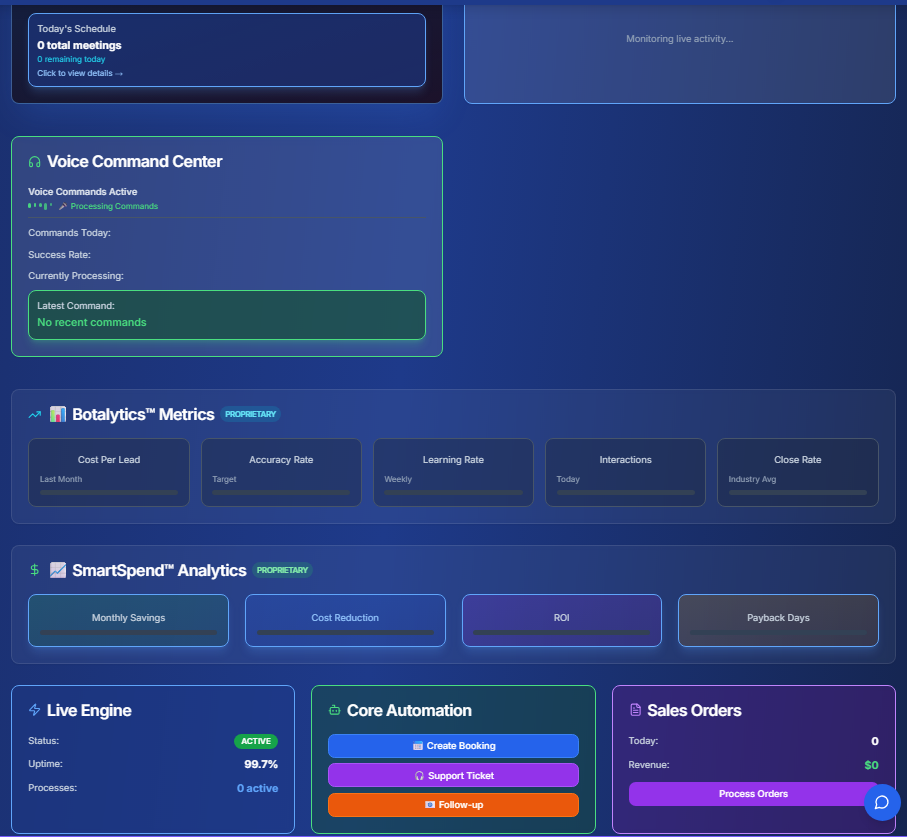 Today's Schedule
0 total meetings
0 remaining today
Click to view details →
Monitoring live activity...
Voice Command Center
Voice Commands Active
Processing Commands
Commands Today:
Success Rate:
Currently Processing:
Latest Command:
No recent commands
Botalytics™ Metrics PROPRIETARY
Cost Per Lead
Last Month
Accuracy Rate
Target
Learning Rate
Weekly
Interactions
Today
Close Rate
Industry Avg
SmartSpend™ Analytics PROPRIETARY
Monthly Savings
Cost Reduction
ROI
Payback Days
Live Engine
Status: ACTIVE
Uptime: 99.7%
Processes: 0 active
Core Automation
Create Booking
Support Ticket
Follow-up
Sales Orders
Today: 0
Revenue: $0
Process Orders